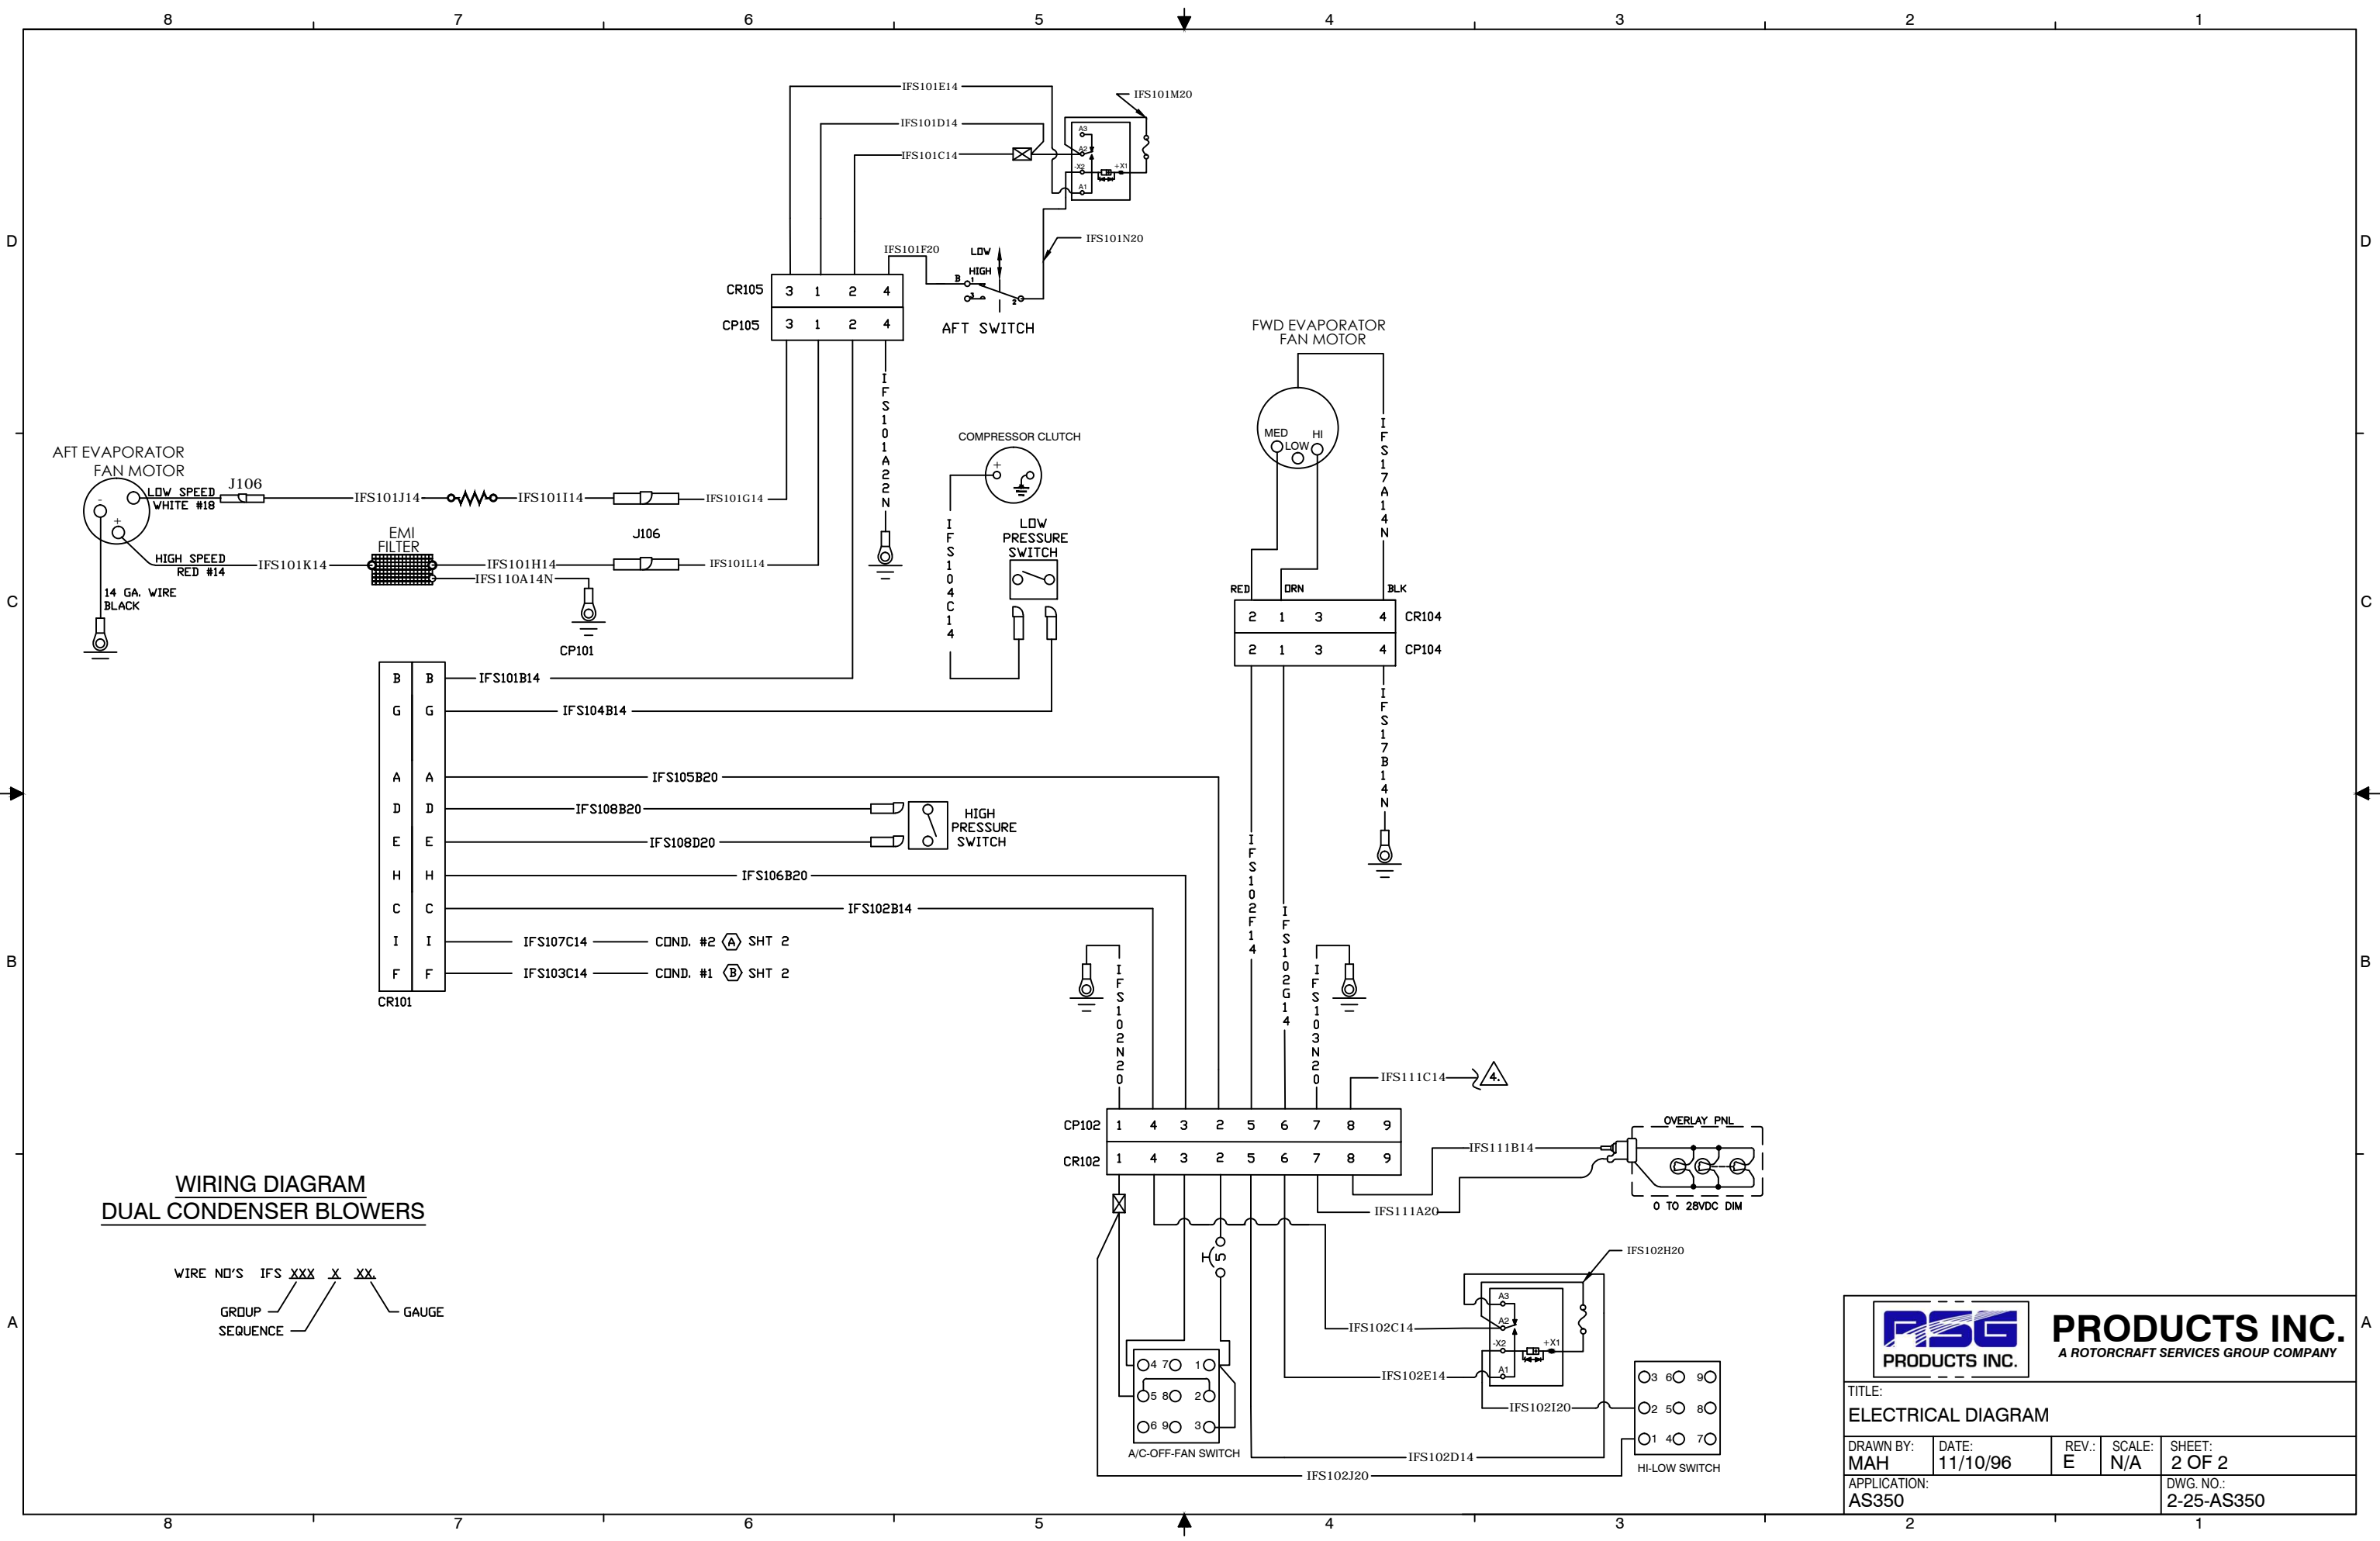 8 7 6 5 4 3 2 1
IFS101E14
IFS101M20
IFS101D14
IFS101C14
A3
A2
-X2 +X1
A1
D D
IFS101F20
LOW
HIGH
IFS101N20
B 1
3 2
CR105 3 1 2 4
CP105 3 1 2 4
AFT SWITCH
FWD EVAPORATOR
FAN MOTOR
MED LOW HI
IFS101A22N
IFS17A14N
COMPRESSOR CLUTCH
+
AFT EVAPORATOR
FAN MOTOR
-
+
LOW SPEED
WHITE #18
J106
IFS101J14
IFS101I14
IFS101G14
J106
EMI
FILTER
HIGH SPEED
RED #14
IFS101K14
IFS101H14
IFS101L14
IFS110A14N
14 GA. WIRE
BLACK
IFS104C14
LOW
PRESSURE
SWITCH
RED ORN BLK
2 1 3 4 CR104
2 1 3 4 CP104
C C
CP101
B B IFS101B14
G G IFS104B14
A A IFS105B20
D D IFS108B20
E E IFS108D20
HIGH
PRESSURE
SWITCH
H H IFS106B20
C C IFS102B14
I I IFS107C14 COND. #2 A SHT 2
F F IFS103C14 COND. #1 B SHT 2
CR101
IFS17B14N
IFS102F14
IFS102G14
IFS102N20
IFS103N20
B B
IFS111C14 4.
CP102 1 4 3 2 5 6 7 8 9
CR102 1 4 3 2 5 6 7 8 9
IFS111B14
IFS111A20
OVERLAY PNL
0 TO 28VDC DIM
WIRING DIAGRAM
DUAL CONDENSER BLOWERS
WIRE NO'S IFS XXX X XX.
GROUP
SEQUENCE
GAUGE
5
IFS102H20
A3
A2
-X2 +X1
A1
IFS102C14
IFS102E14
IFS102I20
IFS102D14
IFS102J20
4 7 1
5 8 2
6 9 3
A/C-OFF-FAN SWITCH
3 6 9
2 5 8
1 4 7
HI-LOW SWITCH
A A
RSG
PRODUCTS INC.
PRODUCTS INC.
A ROTORCRAFT SERVICES GROUP COMPANY
TITLE:
ELECTRICAL DIAGRAM
DRAWN BY: DATE: REV.: SCALE: SHEET:
MAH 11/10/96 E N/A 2 OF 2
APPLICATION: DWG. NO.:
AS350 2-25-AS350
8 7 6 5 4 3 2 1